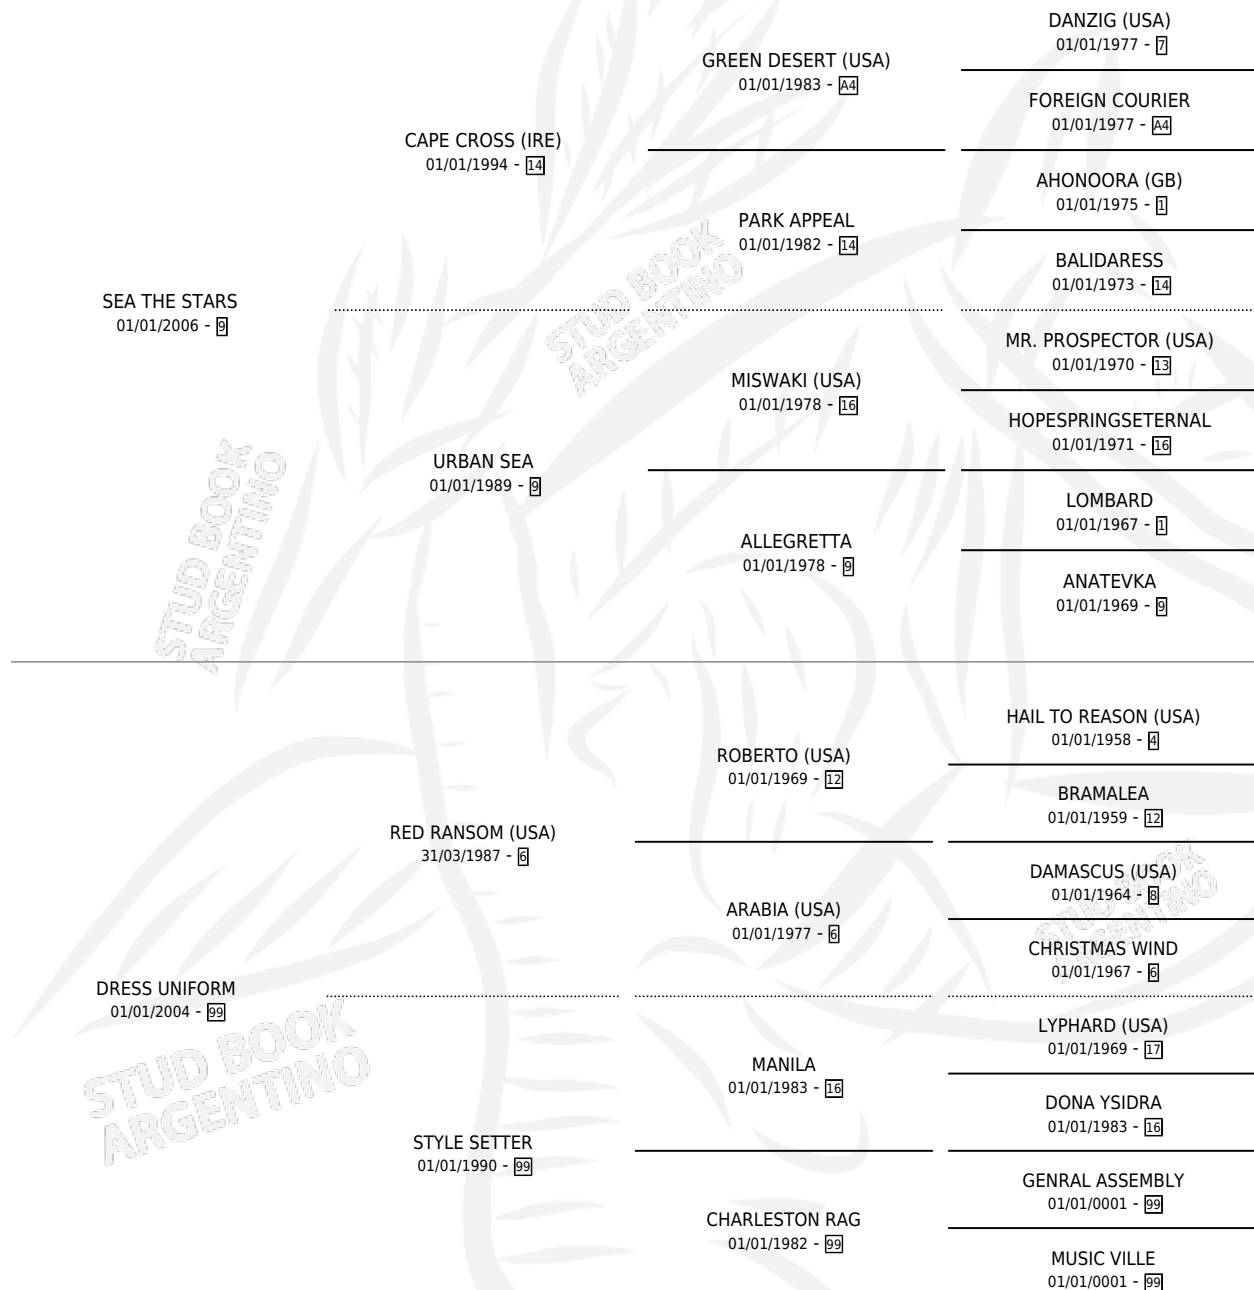 SEA THE STARS
01/01/2006 - 9
CAPE CROSS (IRE)
01/01/1994 - 14
URBAN SEA
01/01/1989 - 9
GREEN DESERT (USA)
01/01/1983 - A4
PARK APPEAL
01/01/1982 - 14
MISWAKI (USA)
01/01/1978 - 16
ALLEGRETTA
01/01/1978 - 9
DANZIG (USA)
01/01/1977 - 7
FOREIGN COURIER
01/01/1977 - A4
AHONOORA (GB)
01/01/1975 - 1
BALIDARESS
01/01/1973 - 14
MR. PROSPECTOR (USA)
01/01/1970 - 13
HOPESPRINGSETERNAL
01/01/1971 - 16
LOMBARD
01/01/1967 - 1
ANATEVKA
01/01/1969 - 9
DRESS UNIFORM
01/01/2004 - 99
RED RANSOM (USA)
31/03/1987 - 6
STYLE SETTER
01/01/1990 - 99
ROBERTO (USA)
01/01/1969 - 12
ARABIA (USA)
01/01/1977 - 6
MANILA
01/01/1983 - 16
CHARLESTON RAG
01/01/1982 - 99
HAIL TO REASON (USA)
01/01/1958 - 4
BRAMALEA
01/01/1959 - 12
DAMASCUS (USA)
01/01/1964 - 8
CHRISTMAS WIND
01/01/1967 - 6
LYPHARD (USA)
01/01/1969 - 17
DONA YSIDRA
01/01/1983 - 16
GENRAL ASSEMBLY
01/01/0001 - 99
MUSIC VILLE
01/01/0001 - 99
STUD BOOK
ARGENTINO
STUD BOOK
ARGENTINO
STUD BOOK
ARGENTINO
STUD BOOK
ARGENTINO